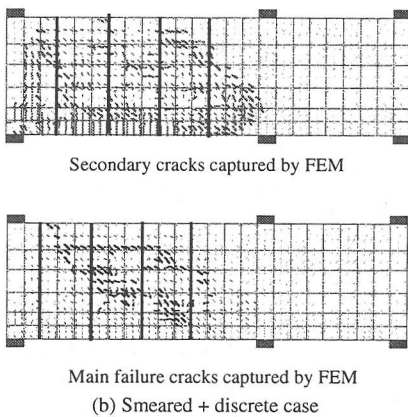 Secondary cracks captured by FEM
Main failure cracks captured by FEM
(b) Smeared + discrete case